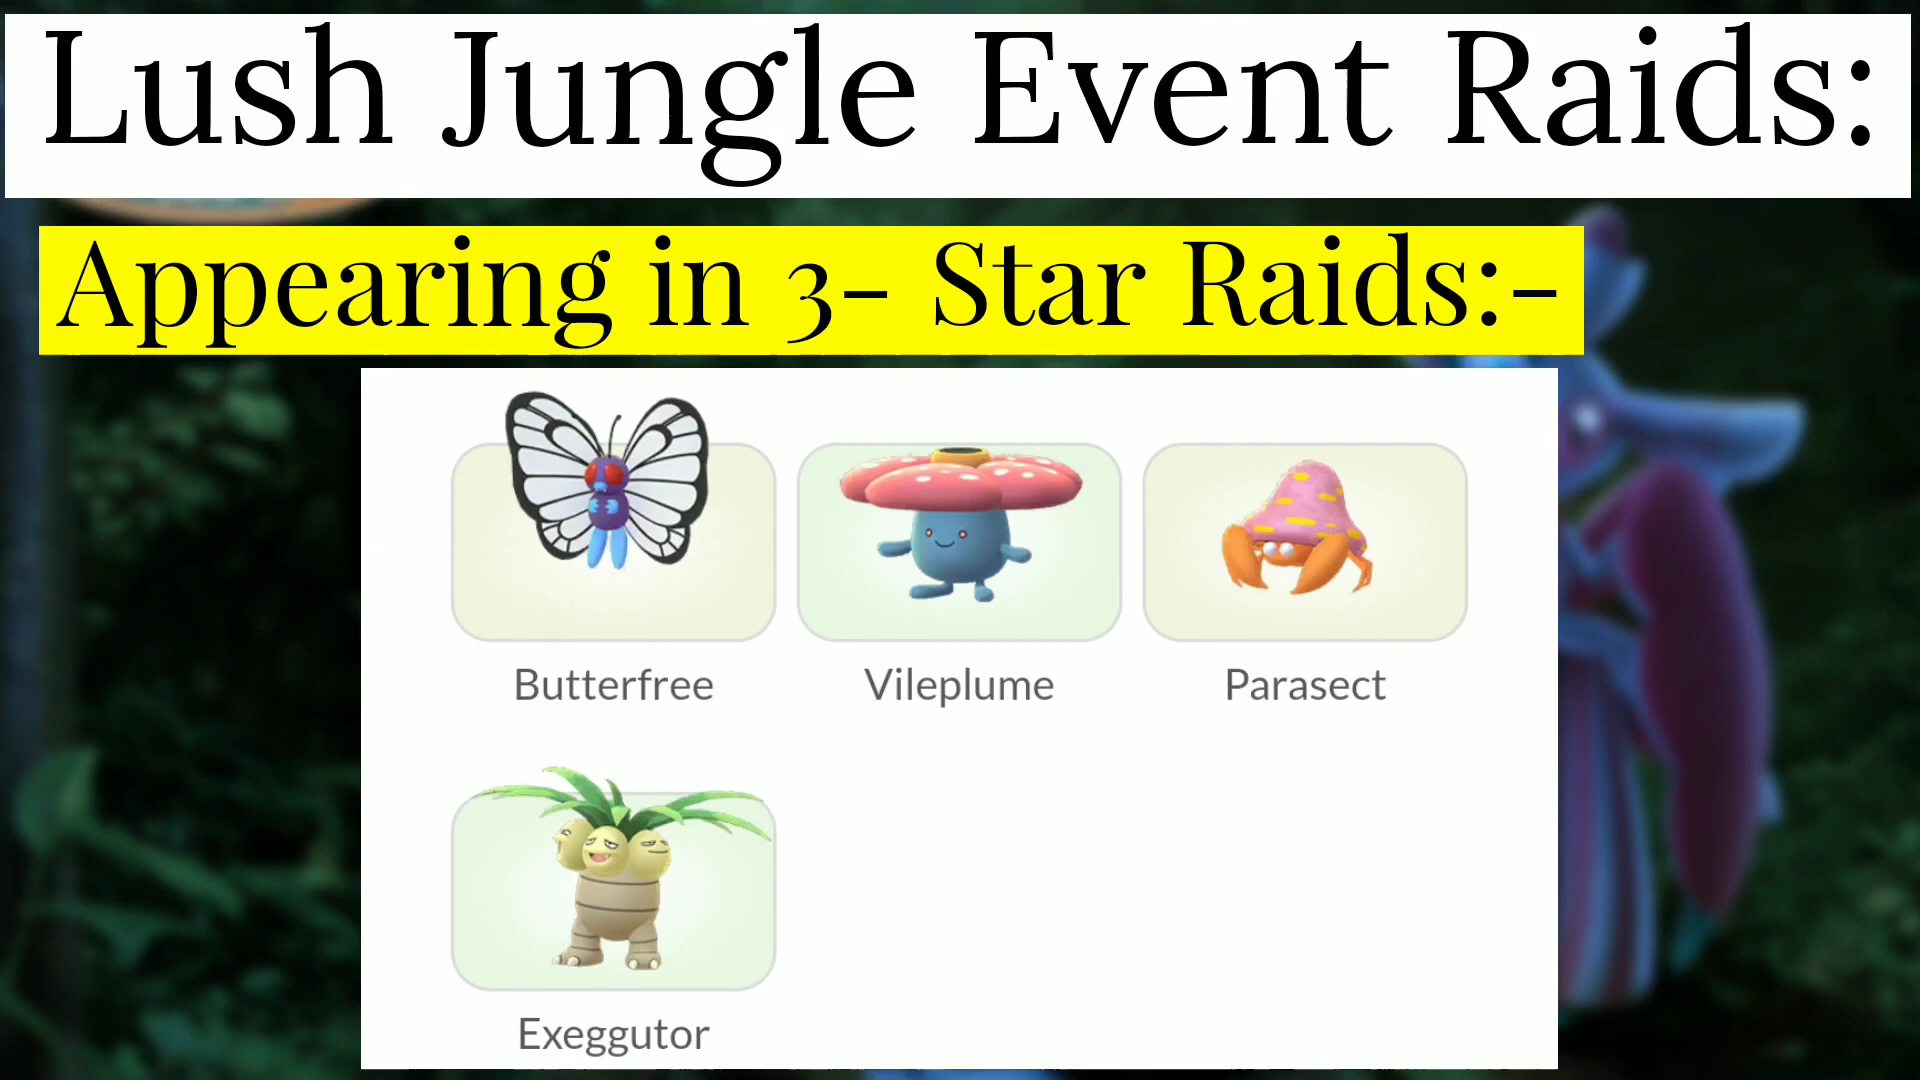 Lush Jungle Event Raids:
Appearing in 3- Star Raids:-
Butterfree Vileplume Parasect
Exeggutor